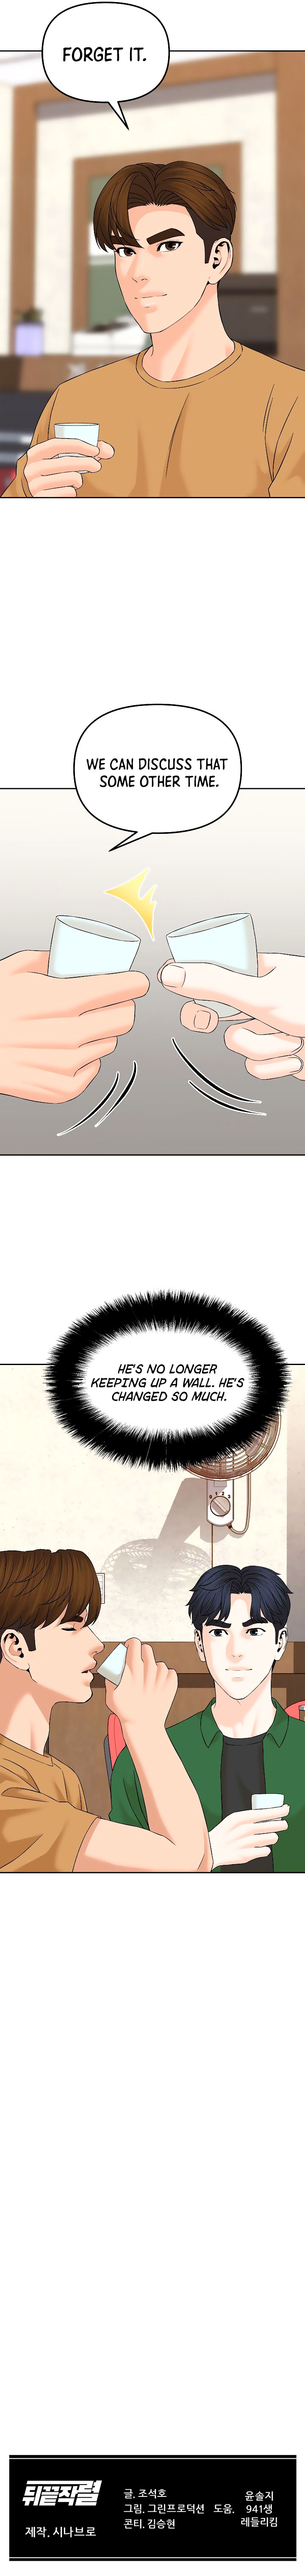 FORGET IT.
WE CAN DISCUSS THAT
SOME OTHER TIME.
HE'S NO LONGER
KEEPING UP A WALL. HE'S
CHANGED SO MUCH.
뒤끝작렬
제작. 시나브로
글. 조석호
그림. 그린프로덕션
콘티. 김승현
도움. 윤솔지
941생
레들리킴